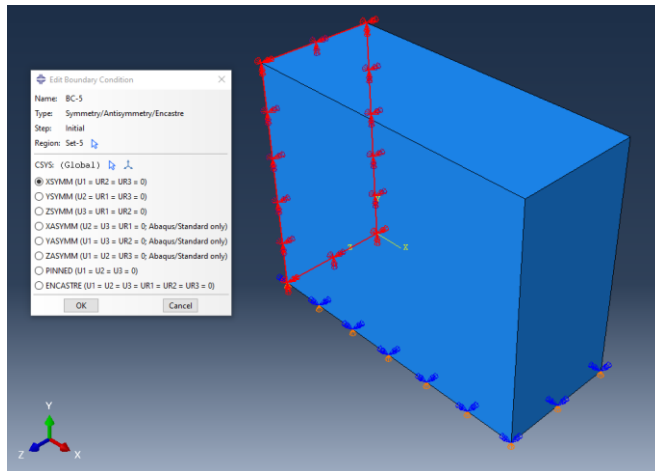 Edit Boundary Condition
Name: BC-5
Type: Symmetry/Antisymmetry/Encastre
Step: Initial
Region: Set-5
CSYS: (Global)
XSYMM (U1 = UR2 = UR3 = 0)
YSYMM (U2 = UR1 = UR3 = 0)
ZSYMM (U3 = UR1 = UR2 = 0)
XASYMM (U2 = U3 = UR1 = 0; Abaqus/Standard only)
YASYMM (U1 = U3 = UR2 = 0; Abaqus/Standard only)
ZASYMM (U1 = U2 = UR3 = 0; Abaqus/Standard only)
PINNED (U1 = U2 = U3 = 0)
ENCASTRE (U1 = U2 = U3 = UR1 = UR2 = UR3 = 0)
OK Cancel
Y
Z X
Y
Z X